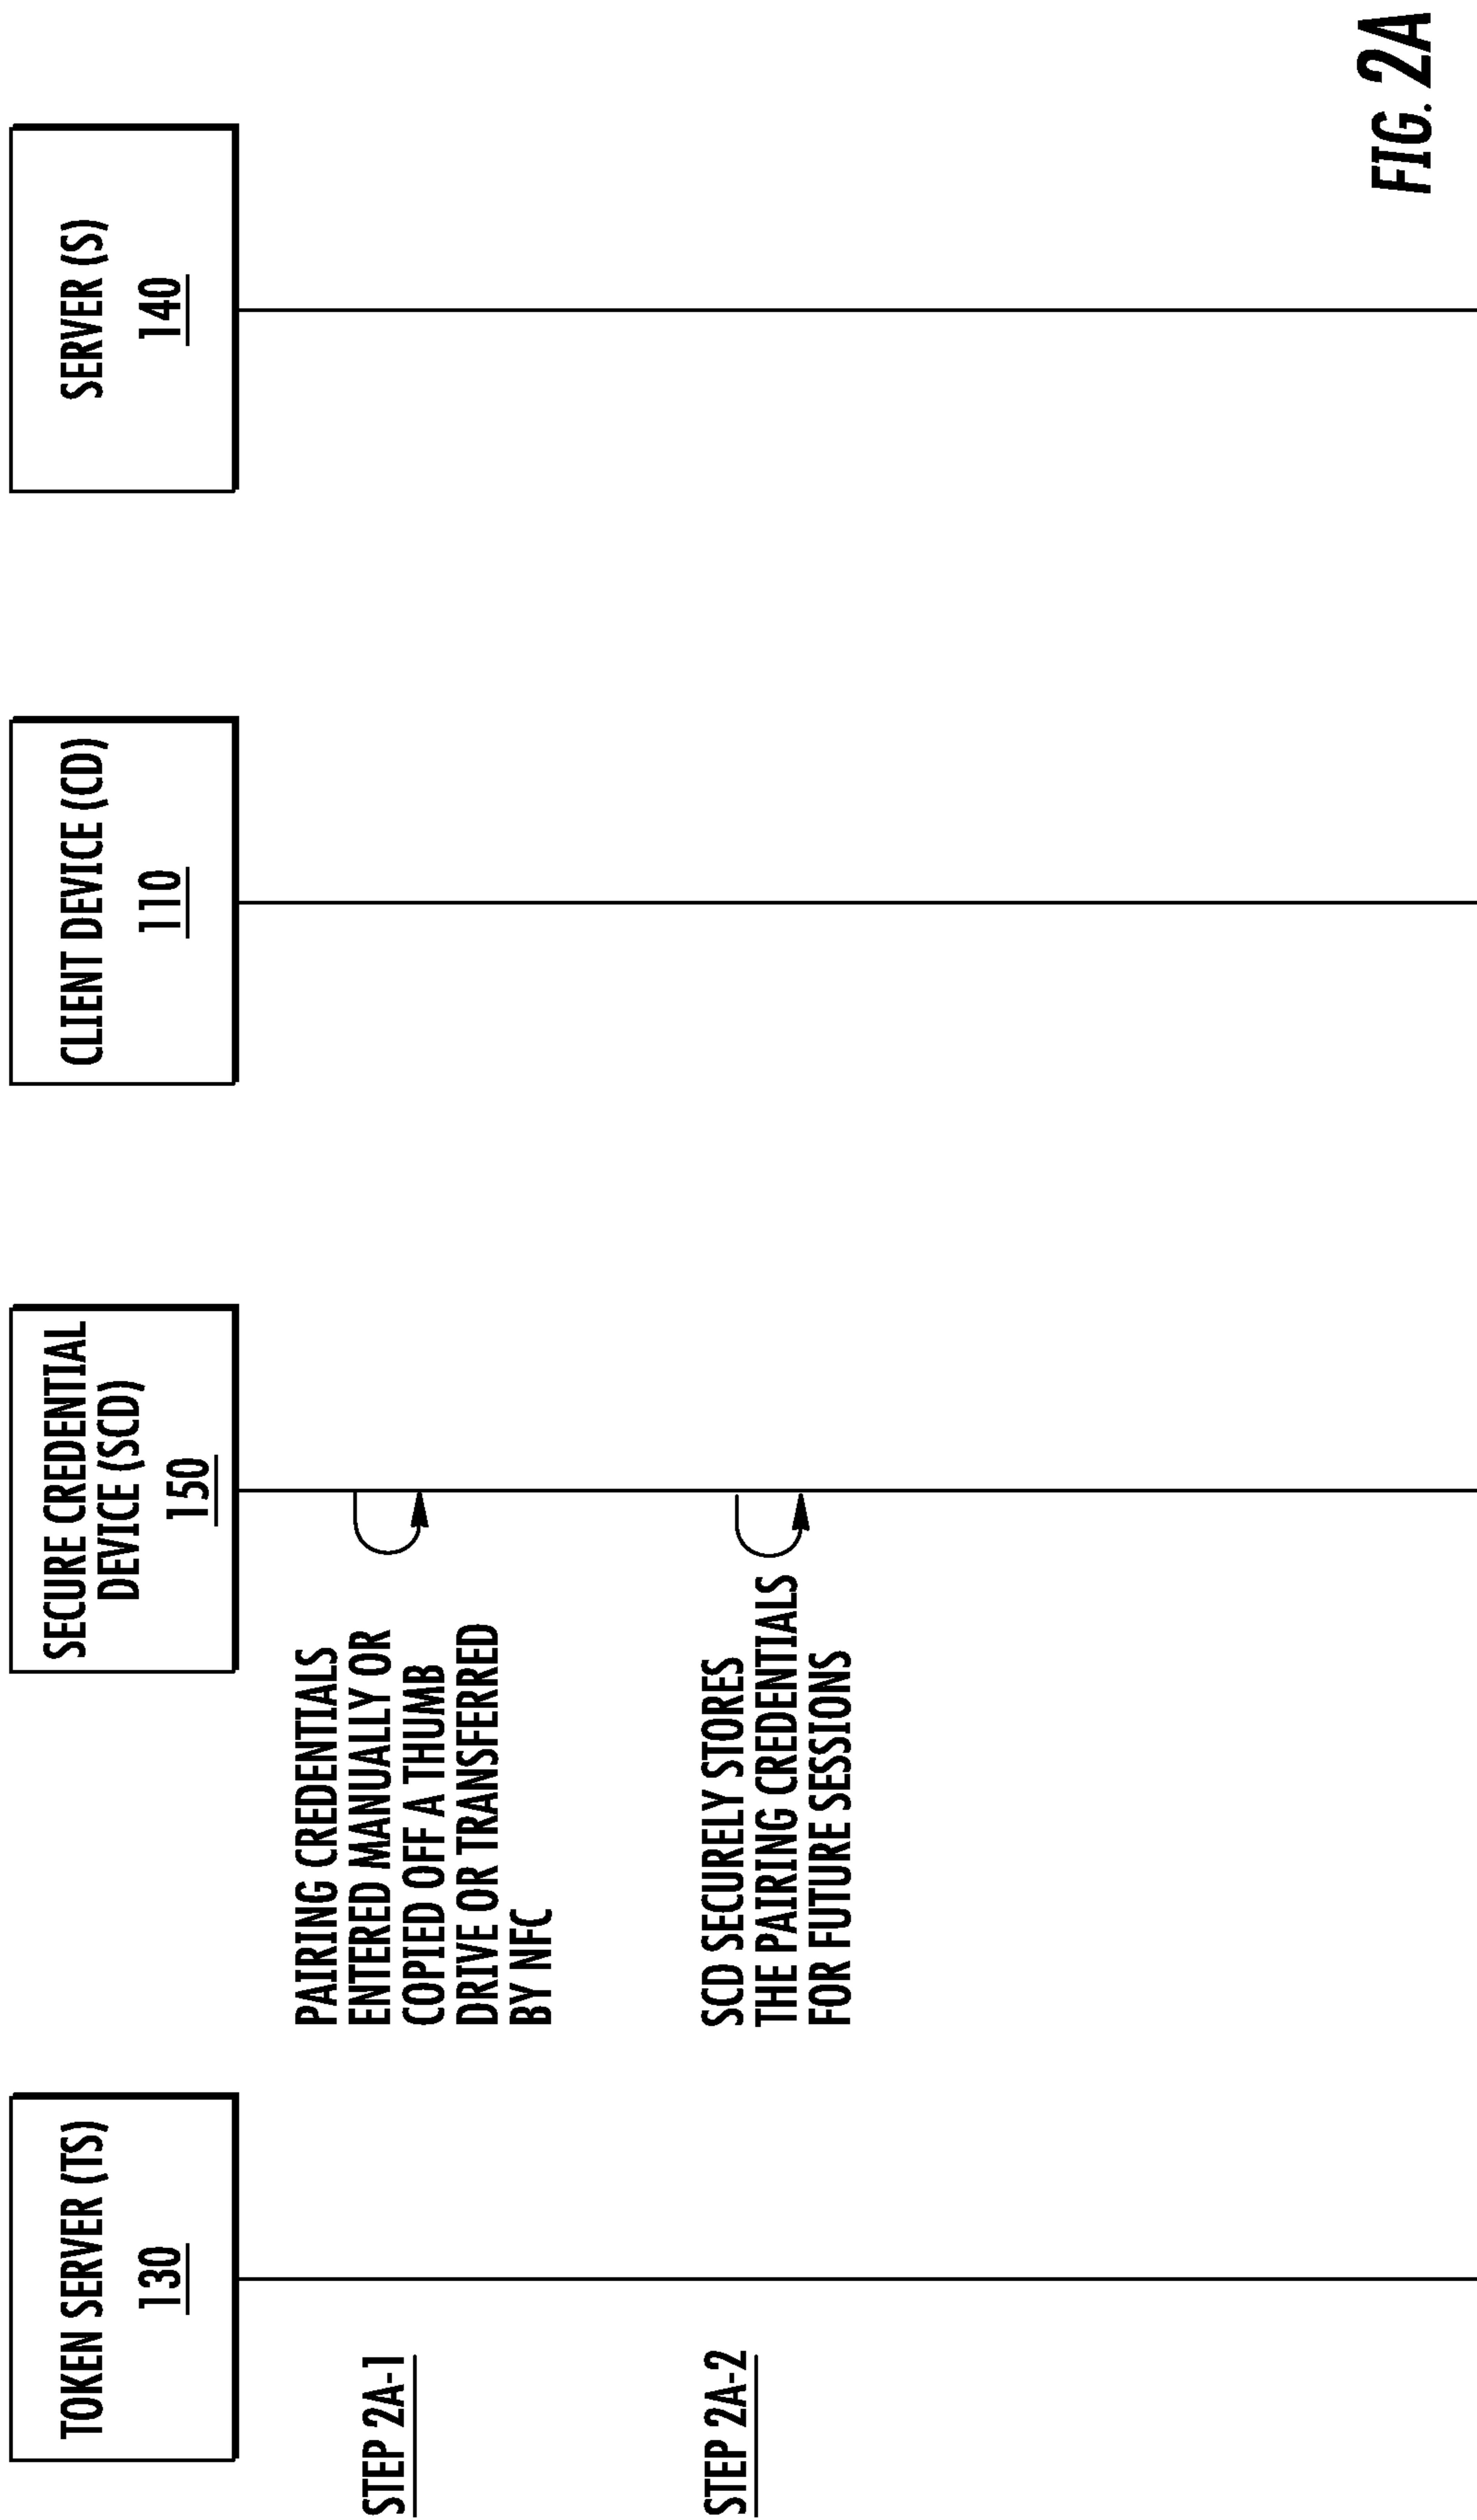 TOKEN SERVER (TS)
130
SECURE CREDENTIAL
DEVICE (SCD)
150
CLIENT DEVICE (CD)
110
SERVER (S)
140
STEP 2A-1
PAIRING CREDENTIALS
ENTERED MANUALLY OR
COPIED OFF A THUMB
DRIVE OR TRANSFERRED
BY NFC
STEP 2A-2
SCD SECURELY STORES
THE PAIRING CREDENTIALS
FOR FUTURE SESSIONS
FIG. 2A